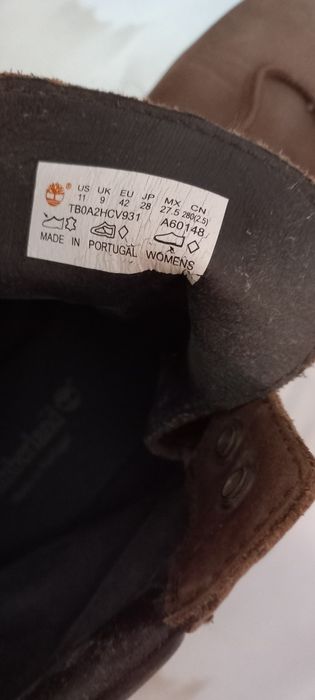 ® US UK EU JP MX CN
11 9 42 28 27.5 280(2.5)
TB0A2HCV931 A60148
MADE IN PORTUGAL WOMENS